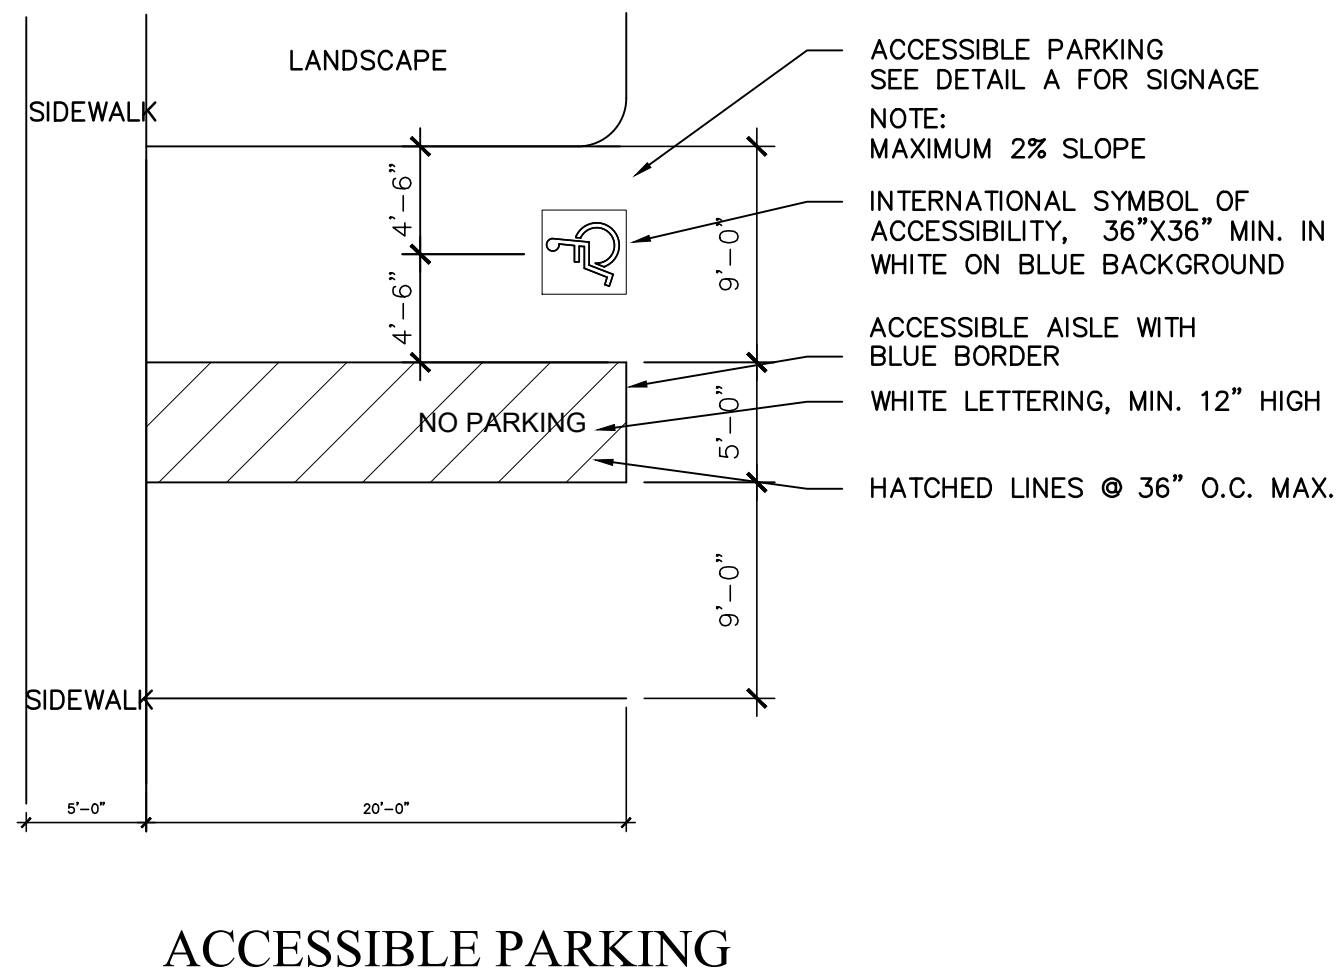 LANDSCAPE
SIDEWALK
ACCESSIBLE PARKING
SEE DETAIL A FOR SIGNAGE
NOTE:
MAXIMUM 2% SLOPE
4'-6"
4'-6"
9'-0"
INTERNATIONAL SYMBOL OF
ACCESSIBILITY, 36"X36" MIN. IN
WHITE ON BLUE BACKGROUND
ACCESSIBLE AISLE WITH
BLUE BORDER
NO PARKING
5'-0"
WHITE LETTERING, MIN. 12" HIGH
HATCHED LINES @ 36" O.C. MAX.
9'-0"
SIDEWALK
5'-0"
20'-0"
ACCESSIBLE PARKING